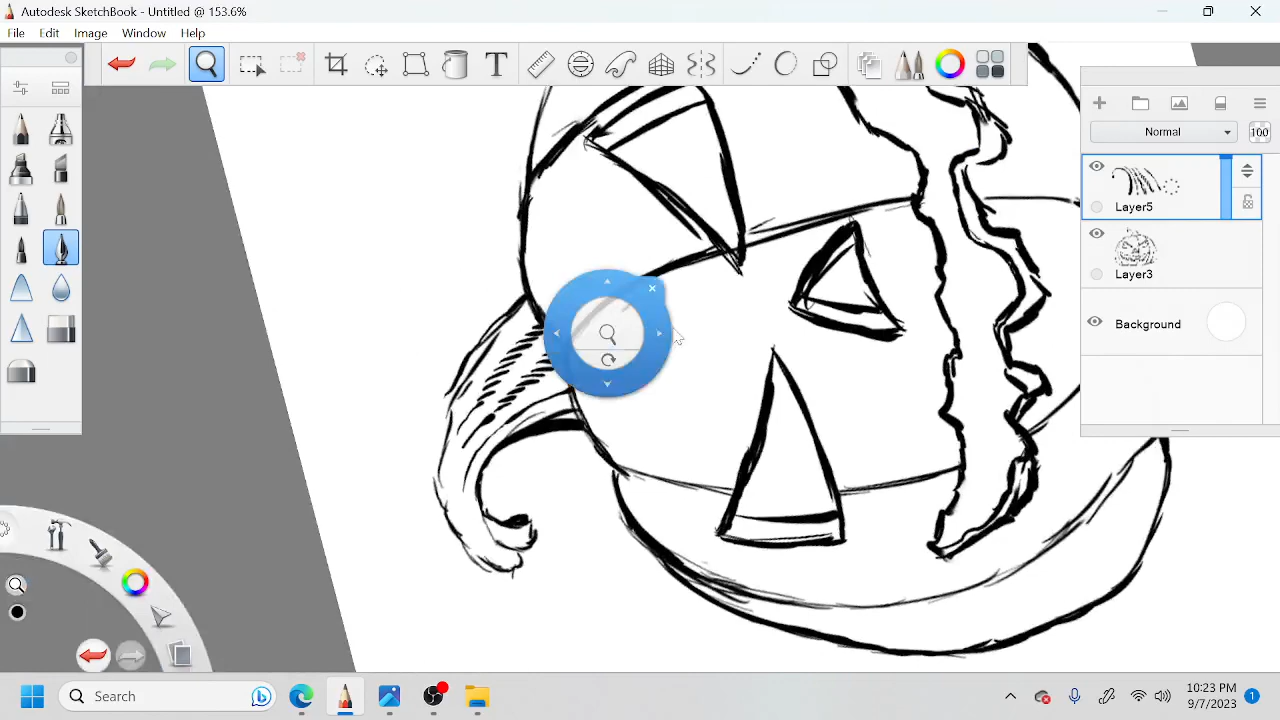 Autodesk SketchBook - Untitled @ 153.6%
File Edit Image Window Help
T
Normal
100
Layer5
Layer3
Background
Search
10:23 PM
9/7/2023
1